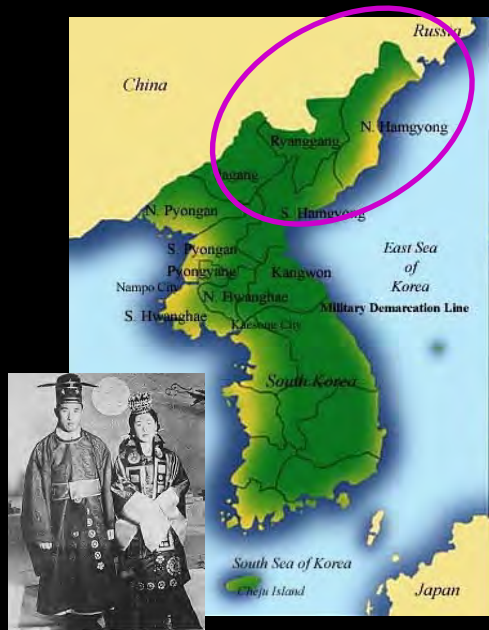 Russia
China
N. Hamgyong
Ryanggang
Jagang
N. Pyongan
S. Hamgyong
S. Pyongan
East Sea
of
Korea
Pyongyang
Kangwon
Nampo City
N. Hwanghae
Military Demarcation Line
S. Hwanghae
Kaesong City
South Korea
South Sea of Korea
Cheju Island
Japan